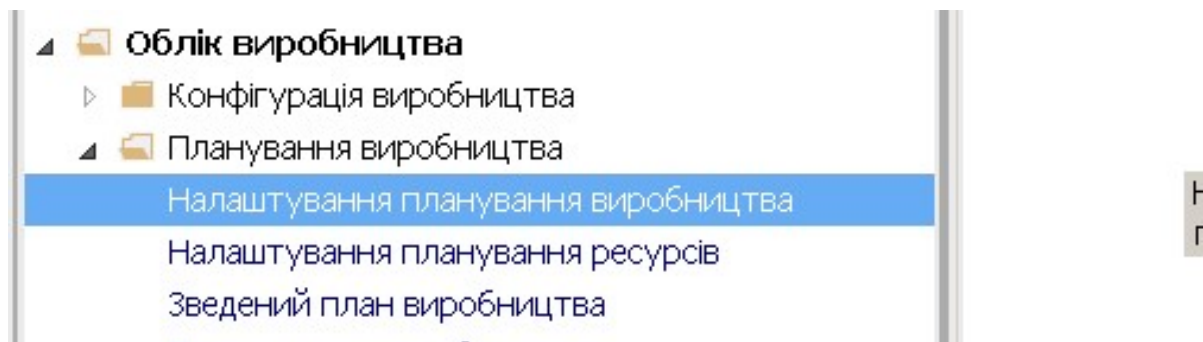 Облік виробництва
Конфігурація виробництва
Планування виробництва
Налаштування планування виробництва
Налаштування планування ресурсів
Зведений план виробництва